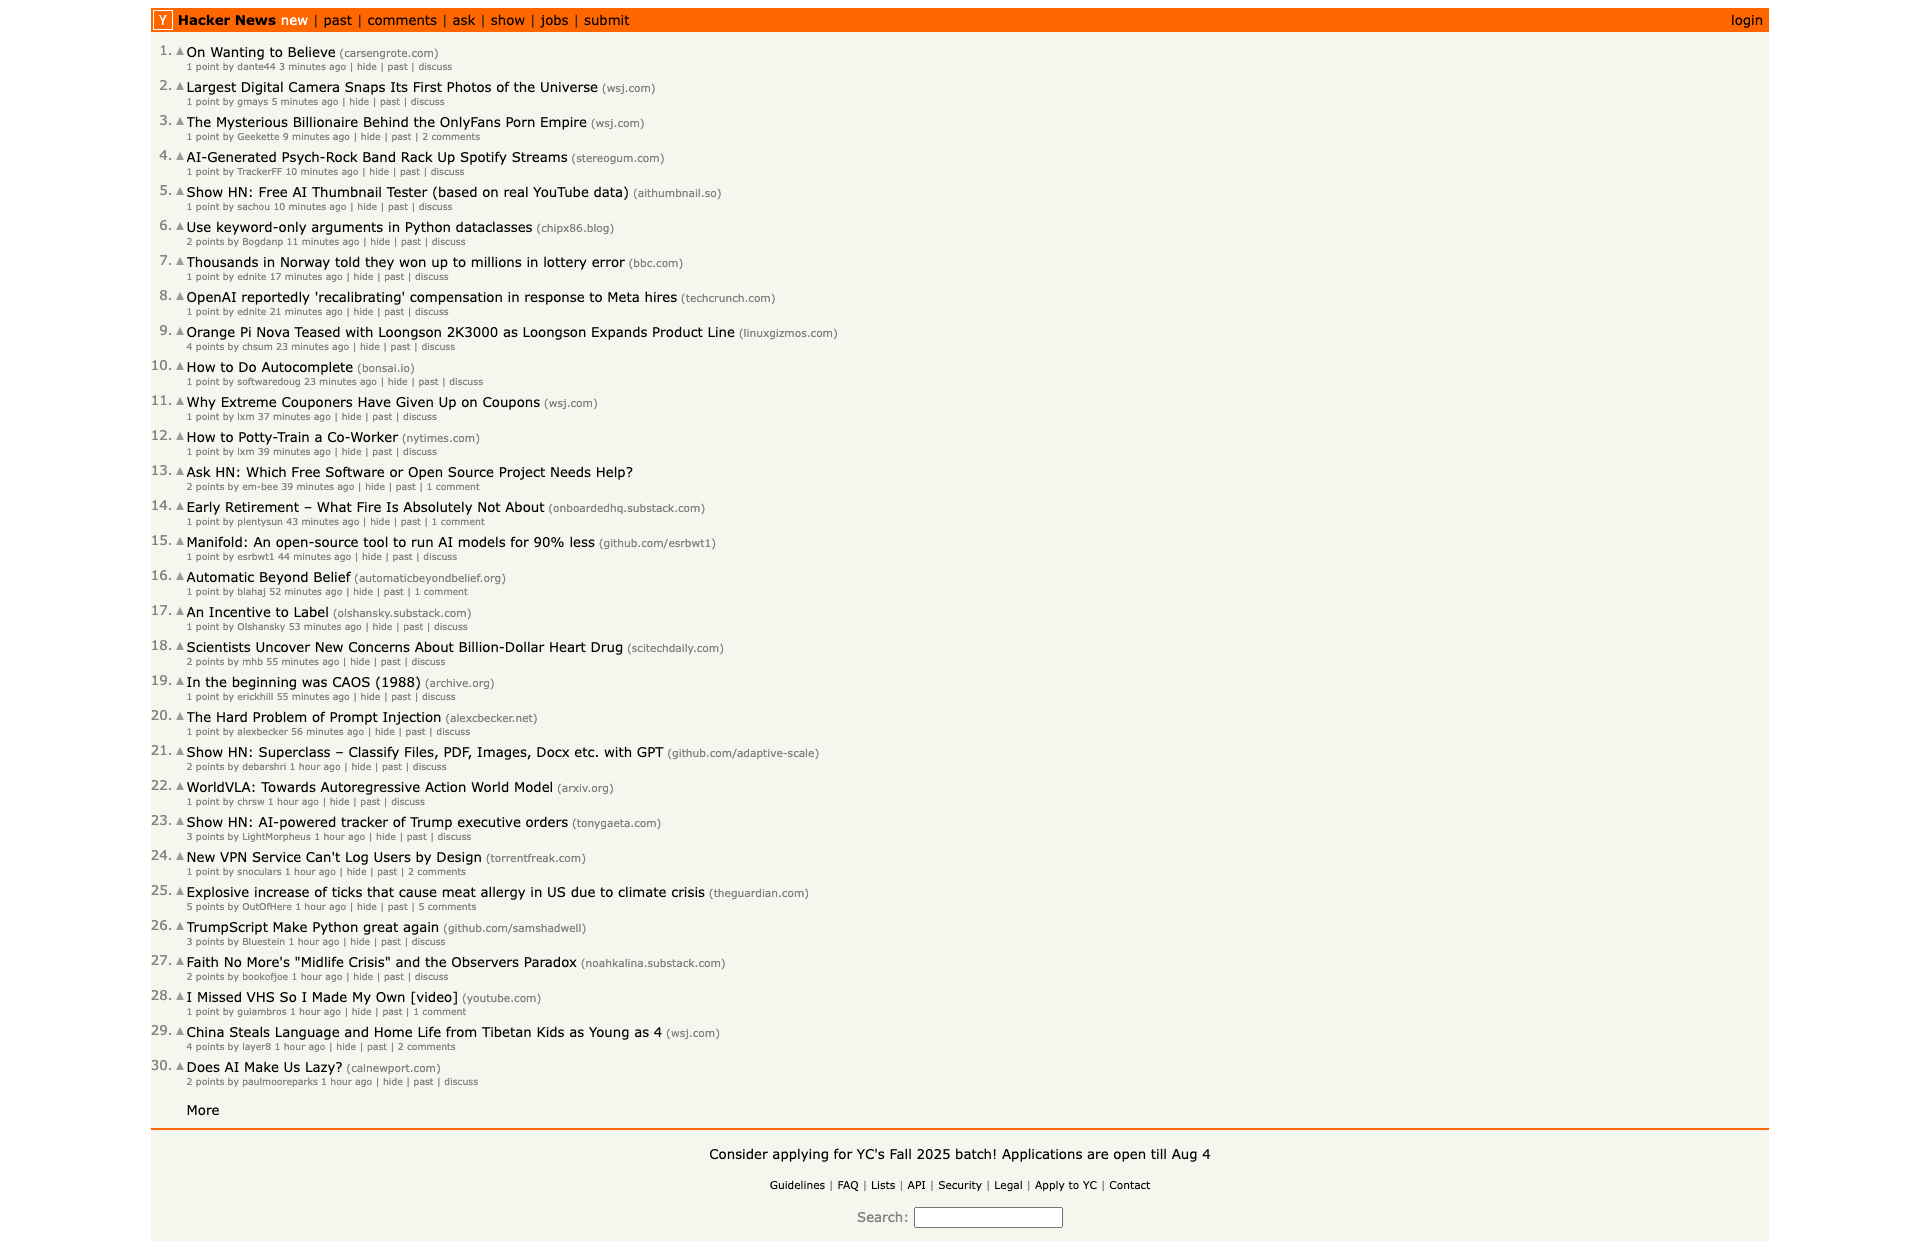 Y Hacker News new | past | comments | ask | show | jobs | submit login
1. On Wanting to Believe (carsengrote.com)
1 point by dante44 3 minutes ago | hide | past | discuss
2. Largest Digital Camera Snaps Its First Photos of the Universe (wsj.com)
1 point by gmays 5 minutes ago | hide | past | discuss
3. The Mysterious Billionaire Behind the OnlyFans Porn Empire (wsj.com)
1 point by Geekette 9 minutes ago | hide | past | 2 comments
4. AI-Generated Psych-Rock Band Rack Up Spotify Streams (stereogum.com)
1 point by TrackerFF 10 minutes ago | hide | past | discuss
5. Show HN: Free AI Thumbnail Tester (based on real YouTube data) (aithumbnail.so)
1 point by sachou 10 minutes ago | hide | past | discuss
6. Use keyword-only arguments in Python dataclasses (chipx86.blog)
2 points by Bogdanp 11 minutes ago | hide | past | discuss
7. Thousands in Norway told they won up to millions in lottery error (bbc.com)
1 point by ednite 17 minutes ago | hide | past | discuss
8. OpenAI reportedly 'recalibrating' compensation in response to Meta hires (techcrunch.com)
1 point by ednite 21 minutes ago | hide | past | discuss
9. Orange Pi Nova Teased with Loongson 2K3000 as Loongson Expands Product Line (linuxgizmos.com)
4 points by chsum 23 minutes ago | hide | past | discuss
10. How to Do Autocomplete (bonsai.io)
1 point by softwaredoug 23 minutes ago | hide | past | discuss
11. Why Extreme Couponers Have Given Up on Coupons (wsj.com)
1 point by lxm 37 minutes ago | hide | past | discuss
12. How to Potty-Train a Co-Worker (nytimes.com)
1 point by lxm 39 minutes ago | hide | past | discuss
13. Ask HN: Which Free Software or Open Source Project Needs Help?
2 points by em-bee 39 minutes ago | hide | past | 1 comment
14. Early Retirement – What Fire Is Absolutely Not About (onboardedhq.substack.com)
1 point by plentysun 43 minutes ago | hide | past | 1 comment
15. Manifold: An open-source tool to run AI models for 90% less (github.com/esrbwt1)
1 point by esrbwt1 44 minutes ago | hide | past | discuss
16. Automatic Beyond Belief (automaticbeyondbelief.org)
1 point by blahaj 52 minutes ago | hide | past | 1 comment
17. An Incentive to Label (olshansky.substack.com)
1 point by Olshansky 53 minutes ago | hide | past | discuss
18. Scientists Uncover New Concerns About Billion-Dollar Heart Drug (scitechdaily.com)
2 points by mhb 55 minutes ago | hide | past | discuss
19. In the beginning was CAOS (1988) (archive.org)
1 point by erickhill 55 minutes ago | hide | past | discuss
20. The Hard Problem of Prompt Injection (alexcbecker.net)
1 point by alexbecker 56 minutes ago | hide | past | discuss
21. Show HN: Superclass – Classify Files, PDF, Images, Docx etc. with GPT (github.com/adaptive-scale)
2 points by debarshri 1 hour ago | hide | past | discuss
22. WorldVLA: Towards Autoregressive Action World Model (arxiv.org)
1 point by chrsw 1 hour ago | hide | past | discuss
23. Show HN: AI-powered tracker of Trump executive orders (tonygaeta.com)
3 points by LightMorpheus 1 hour ago | hide | past | discuss
24. New VPN Service Can't Log Users by Design (torrentfreak.com)
1 point by snoculars 1 hour ago | hide | past | 2 comments
25. Explosive increase of ticks that cause meat allergy in US due to climate crisis (theguardian.com)
5 points by OutOfHere 1 hour ago | hide | past | 5 comments
26. TrumpScript Make Python great again (github.com/samshadwell)
3 points by Bluestein 1 hour ago | hide | past | discuss
27. Faith No More's "Midlife Crisis" and the Observers Paradox (noahkalina.substack.com)
2 points by bookofjoe 1 hour ago | hide | past | discuss
28. I Missed VHS So I Made My Own [video] (youtube.com)
1 point by guiambros 1 hour ago | hide | past | 1 comment
29. China Steals Language and Home Life from Tibetan Kids as Young as 4 (wsj.com)
4 points by layer8 1 hour ago | hide | past | 2 comments
30. Does AI Make Us Lazy? (calnewport.com)
2 points by paulmooreparks 1 hour ago | hide | past | discuss
More
Consider applying for YC's Fall 2025 batch! Applications are open till Aug 4
Guidelines | FAQ | Lists | API | Security | Legal | Apply to YC | Contact
Search: